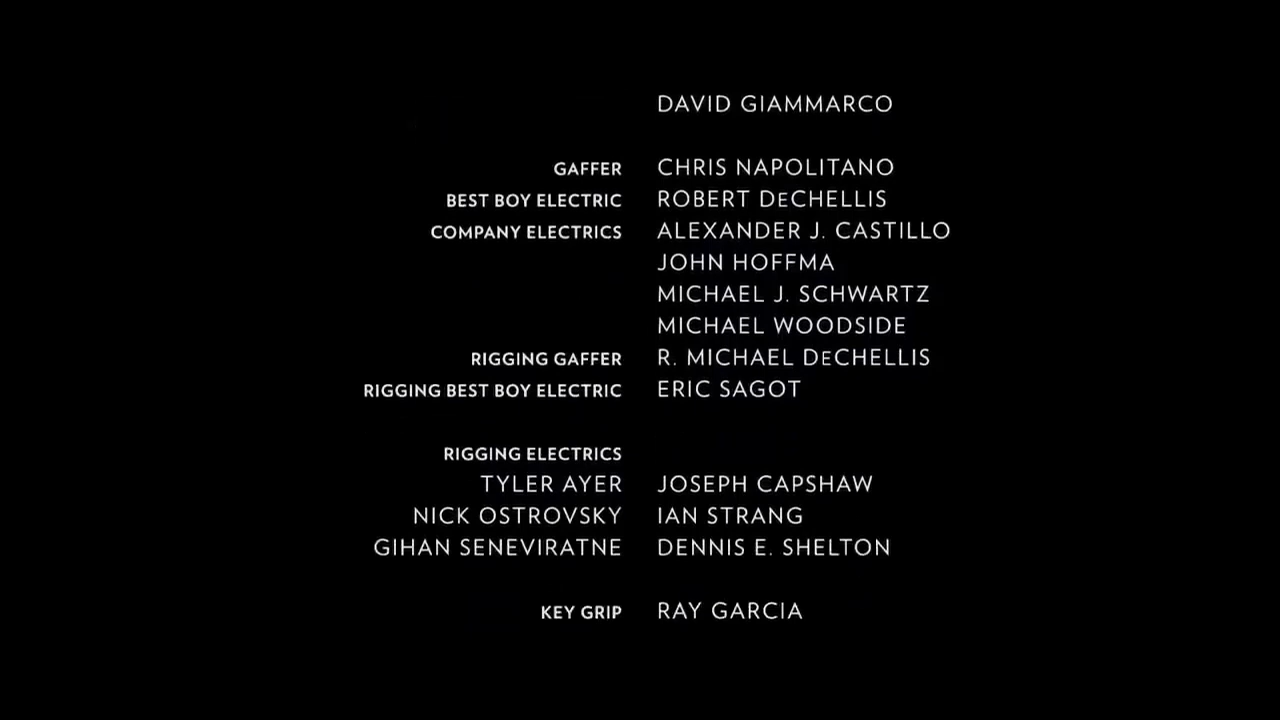 DAVID GIAMMARCO
GAFFER CHRIS NAPOLITANO
BEST BOY ELECTRIC ROBERT DeCHELLIS
COMPANY ELECTRICS ALEXANDER J. CASTILLO
JOHN HOFFMA
MICHAEL J. SCHWARTZ
MICHAEL WOODSIDE
RIGGING GAFFER R. MICHAEL DeCHELLIS
RIGGING BEST BOY ELECTRIC ERIC SAGOT
RIGGING ELECTRICS
TYLER AYER JOSEPH CAPSHAW
NICK OSTROVSKY IAN STRANG
GIHAN SENEVIRATNE DENNIS E. SHELTON
KEY GRIP RAY GARCIA